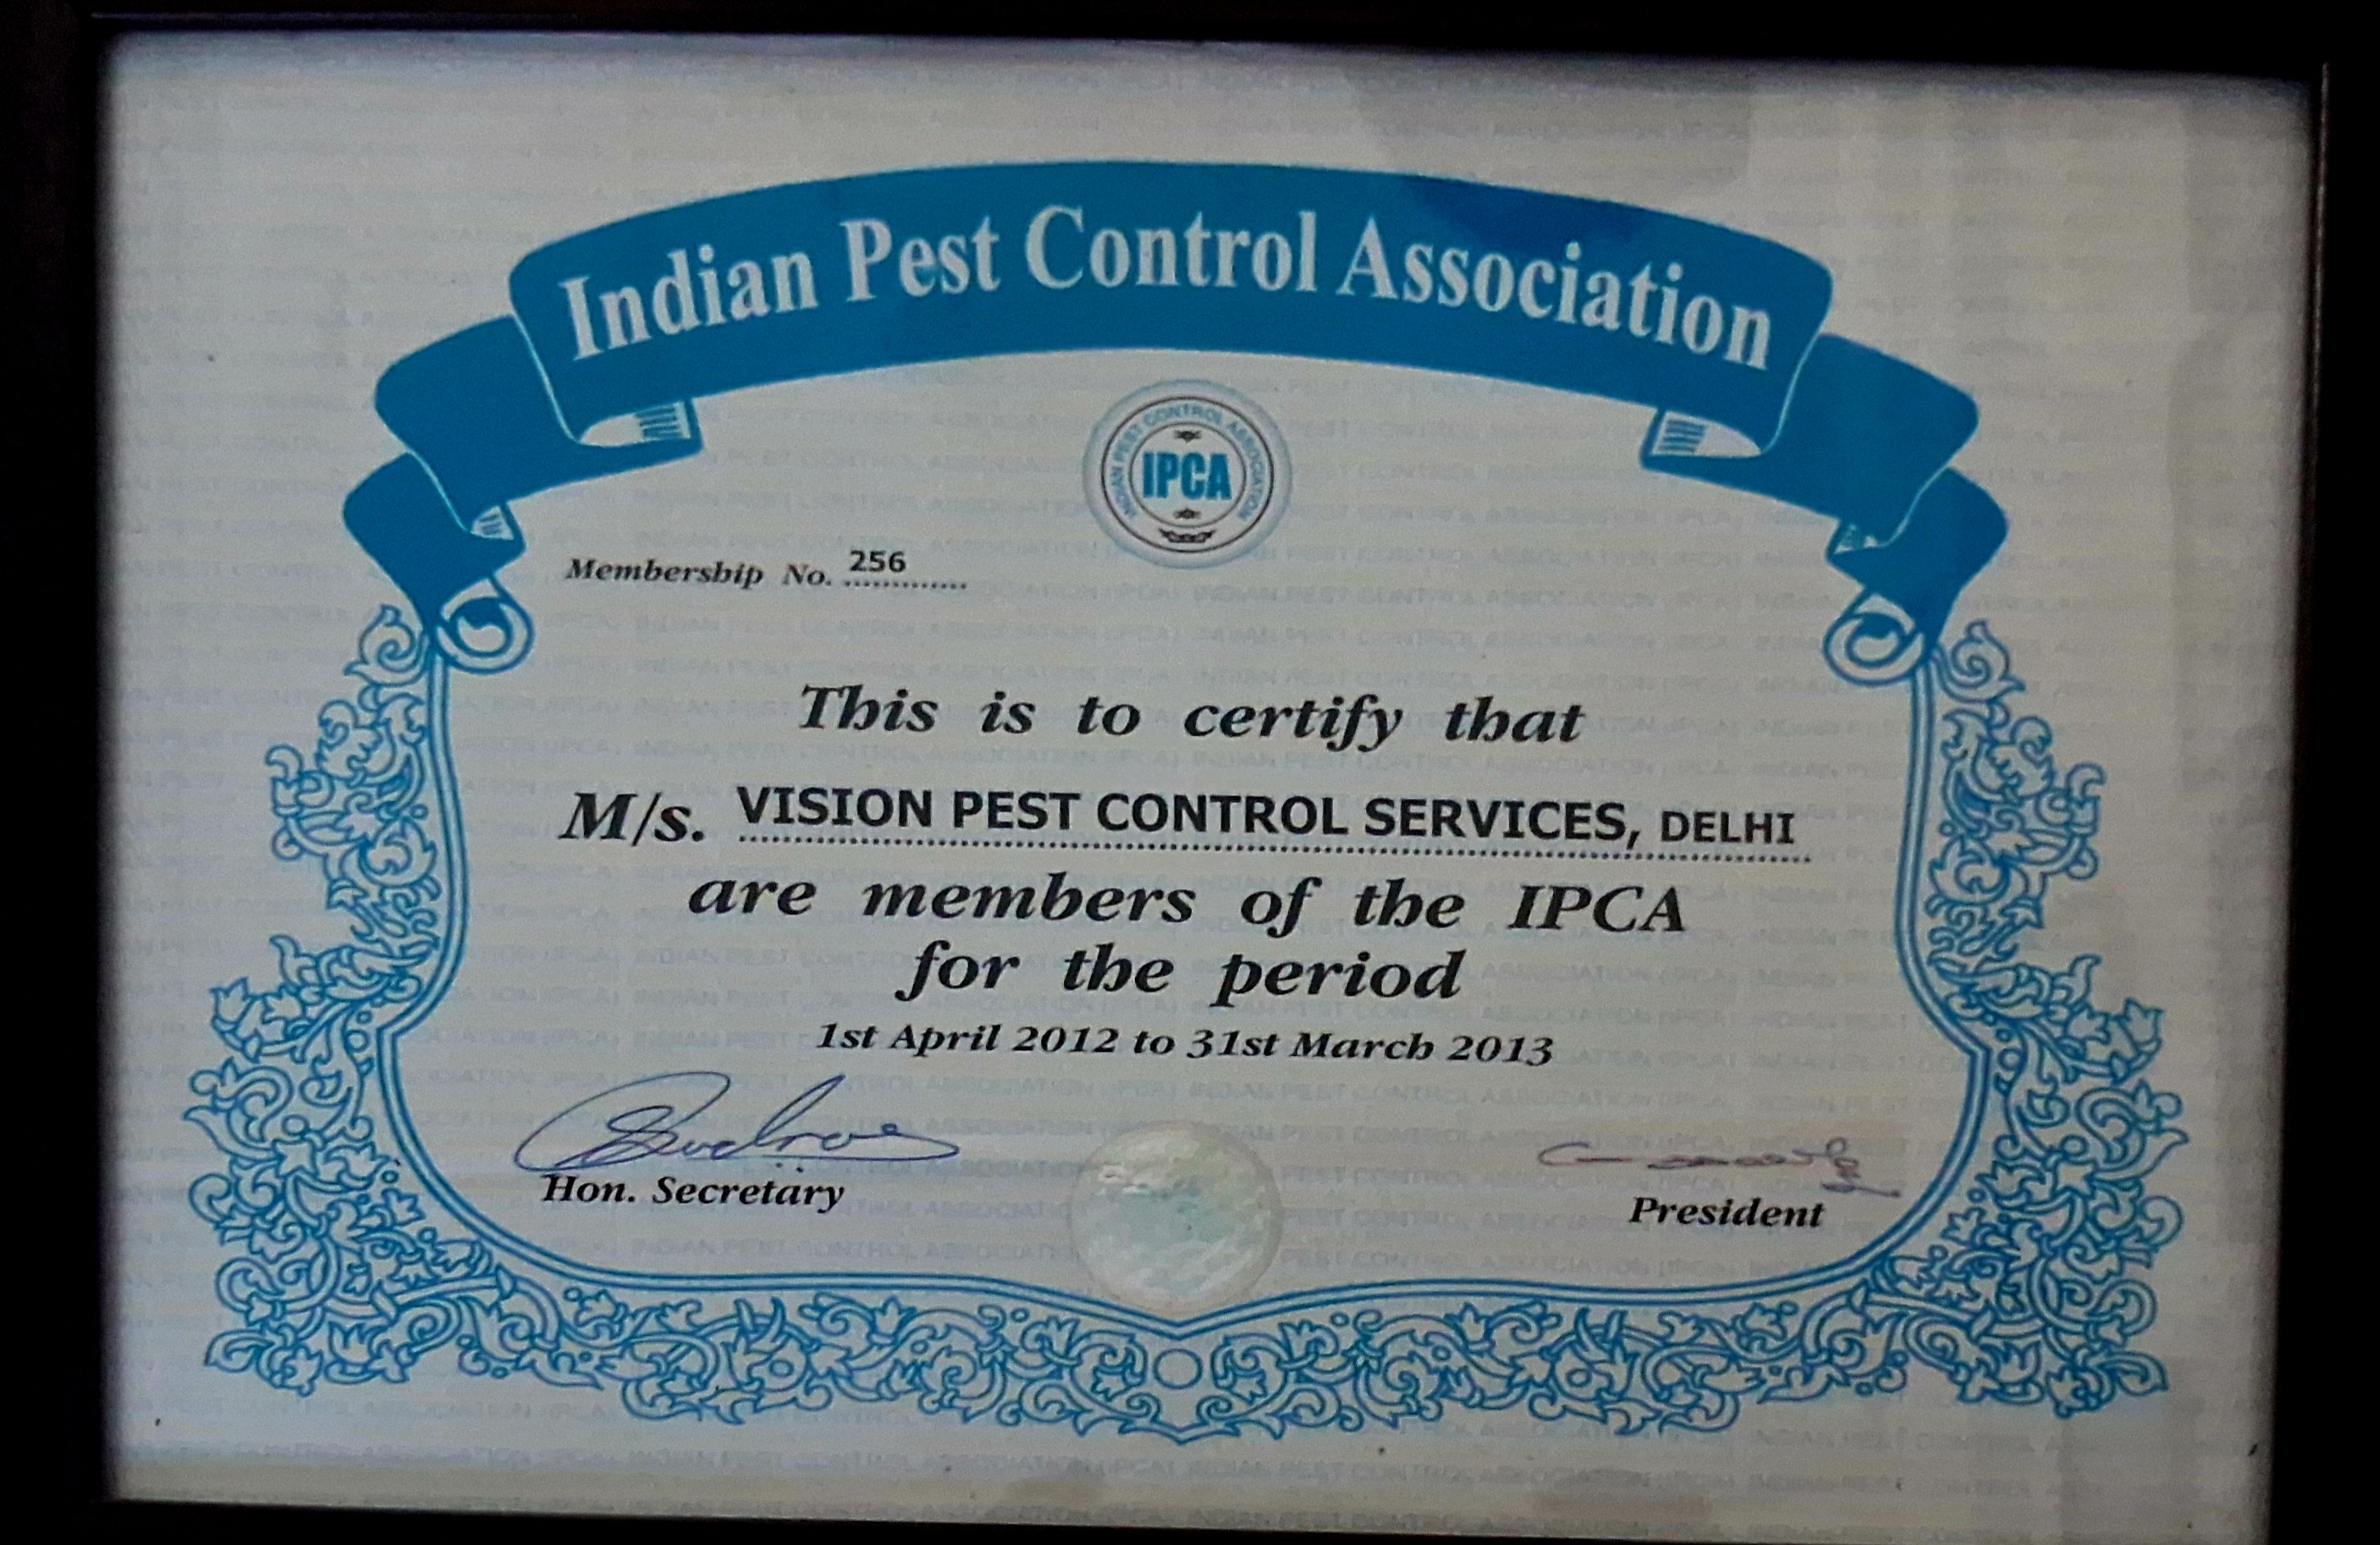 Indian Pest Control Association
INDIAN PEST CONTROL ASSOCIATION
IPCA
Membership No. 256
This is to certify that
M/s. VISION PEST CONTROL SERVICES, DELHI
are members of the IPCA
for the period
1st April 2012 to 31st March 2013
Hon. Secretary
President